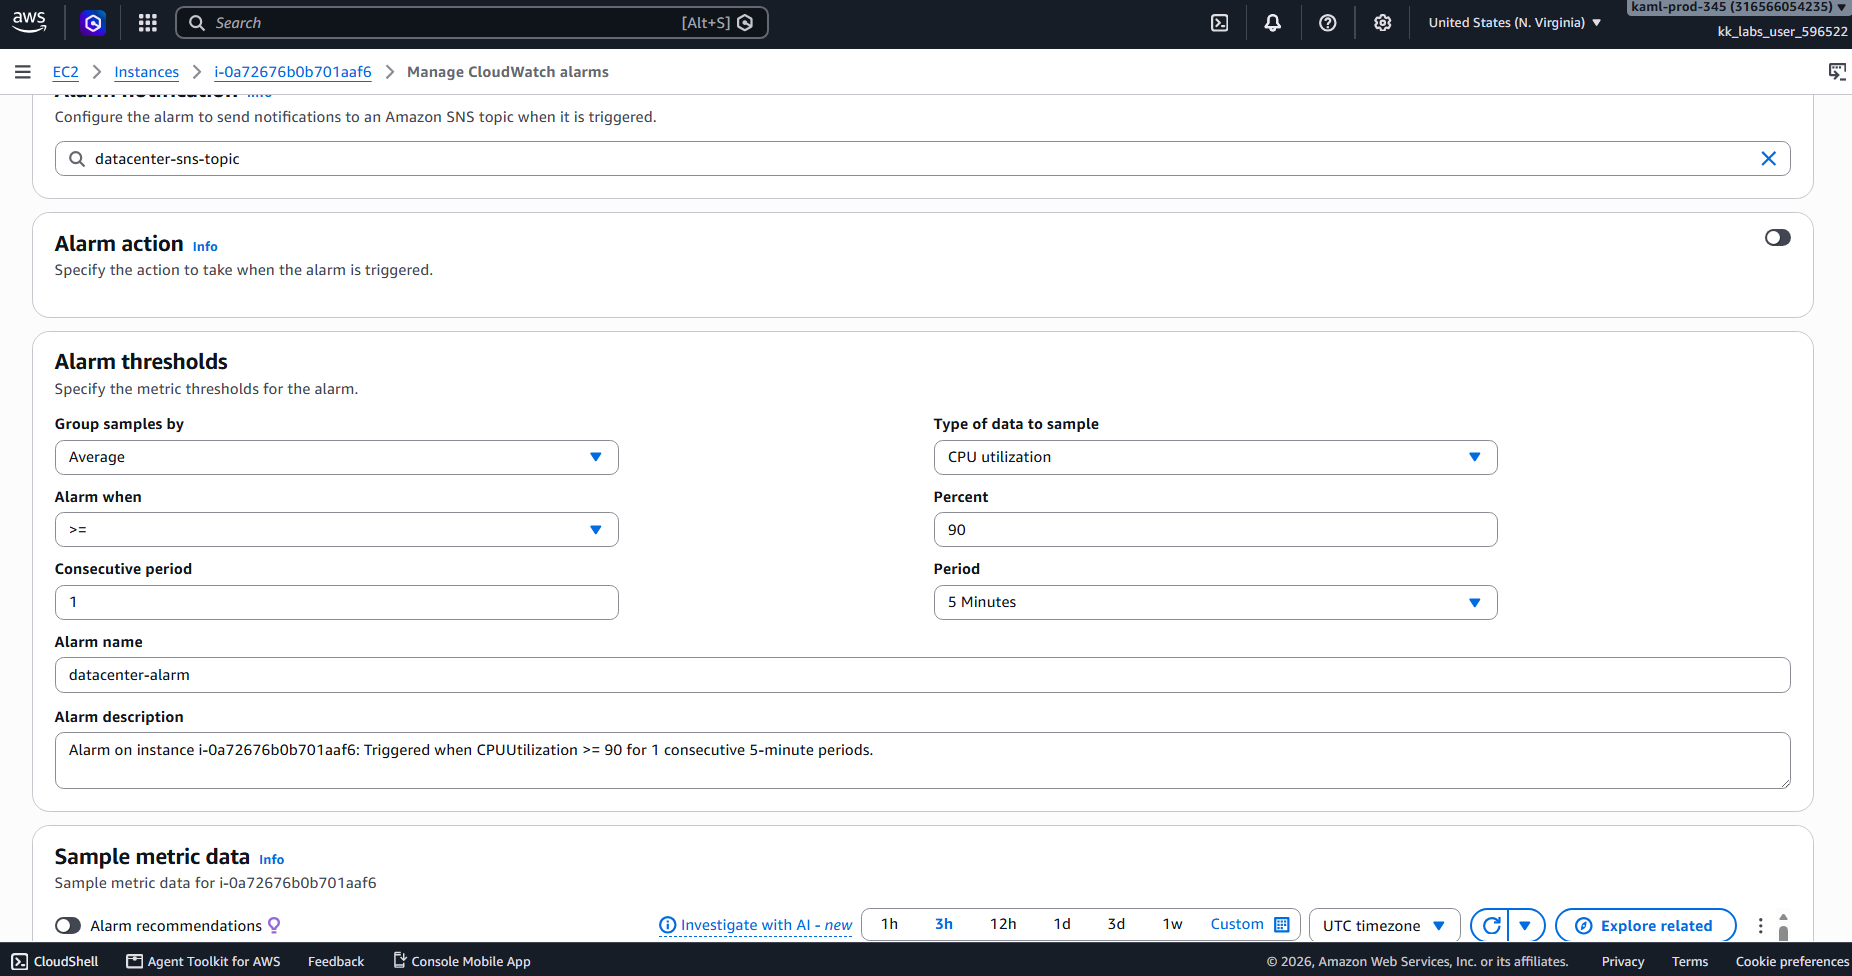 aws
Search [Alt+S]
United States (N. Virginia)
kaml-prod-345 (316566054235)
kk_labs_user_596522
EC2 Instances i-0a72676b0b701aaf6 Manage CloudWatch alarms
Alarm notification Info
Configure the alarm to send notifications to an Amazon SNS topic when it is triggered.
datacenter-sns-topic
Alarm action Info
Specify the action to take when the alarm is triggered.
Alarm thresholds
Specify the metric thresholds for the alarm.
Group samples by
Average
Type of data to sample
CPU utilization
Alarm when
>=
Percent
90
Consecutive period
1
Period
5 Minutes
Alarm name
datacenter-alarm
Alarm description
Alarm on instance i-0a72676b0b701aaf6: Triggered when CPUUtilization >= 90 for 1 consecutive 5-minute periods.
Sample metric data Info
Sample metric data for i-0a72676b0b701aaf6
Alarm recommendations
Investigate with AI - new
1h 3h 12h 1d 3d 1w Custom
UTC timezone
Explore related
CloudShell Agent Toolkit for AWS Feedback Console Mobile App
© 2026, Amazon Web Services, Inc. or its affiliates. Privacy Terms Cookie preferences